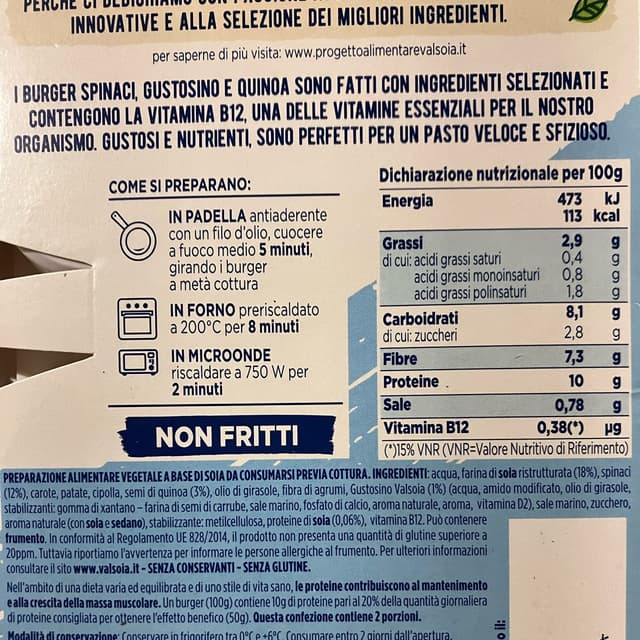 INNOVATIVE E ALLA SELEZIONE DEI MIGLIORI INGREDIENTI.
per saperne di più visita: www.progettoalimentarevalsoia.it
I BURGER SPINACI, GUSTOSINO E QUINOA SONO FATTI CON INGREDIENTI SELEZIONATI E
CONTENGONO LA VITAMINA B12, UNA DELLE VITAMINE ESSENZIALI PER IL NOSTRO
ORGANISMO. GUSTOSI E NUTRIENTI, SONO PERFETTI PER UN PASTO VELOCE E SFIZIOSO.
COME SI PREPARANO:
IN PADELLA antiaderente
con un filo d'olio, cuocere
a fuoco medio 5 minuti,
girando i burger
a metà cottura
IN FORNO preriscaldato
a 200°C per 8 minuti
IN MICROONDE
riscaldare a 750 W per
2 minuti
NON FRITTI
Dichiarazione nutrizionale per 100g
Energia 473 kJ
113 kcal
Grassi 2,9 g
di cui: acidi grassi saturi 0,4 g
acidi grassi monoinsaturi 0,8 g
acidi grassi polinsaturi 1,8 g
Carboidrati 8,1 g
di cui: zuccheri 2,8 g
Fibre 7,3 g
Proteine 10 g
Sale 0,78 g
Vitamina B12 0,38(*) µg
(*)15% VNR (VNR=Valore Nutritivo di Riferimento)
PREPARAZIONE ALIMENTARE VEGETALE A BASE DI SOIA DA CONSUMARSI PREVIA COTTURA. INGREDIENTI: acqua, farina di soia ristrutturata (18%), spinaci
(12%), carote, patate, cipolla, semi di quinoa (3%), olio di girasole, fibra di agrumi, Gustosino Valsoia (1%) (acqua, amido modificato, olio di girasole,
stabilizzanti: gomma di xantano – farina di semi di carrube, sale marino, fosfato di calcio, aroma naturale, aroma, vitamina D2), sale marino, zucchero,
aroma naturale (con soia e sedano), stabilizzante: metilcellulosa, proteine di soia (0,06%), vitamina B12. Può contenere
frumento. In conformità al Regolamento UE 828/2014, il prodotto non presenta una quantità di glutine superiore a
20ppm. Tuttavia riportiamo l'avvertenza per informare le persone allergiche al frumento. Per ulteriori informazioni
consultare il sito www.valsoia.it - SENZA CONSERVANTI - SENZA GLUTINE.
Nell'ambito di una dieta varia ed equilibrata e di uno stile di vita sano, le proteine contribuiscono al mantenimento
e alla crescita della massa muscolare. Un burger (100g) contiene 10g di proteine pari al 20% della quantità giornaliera
di proteine consigliata per ottenere l'effetto benefico (50g). Questa confezione contiene 2 porzioni.
Modalità di conservazione: Conservare in frigorifero tra 0°C e +6°C. Consumare entro 2 giorni dall'apertura.